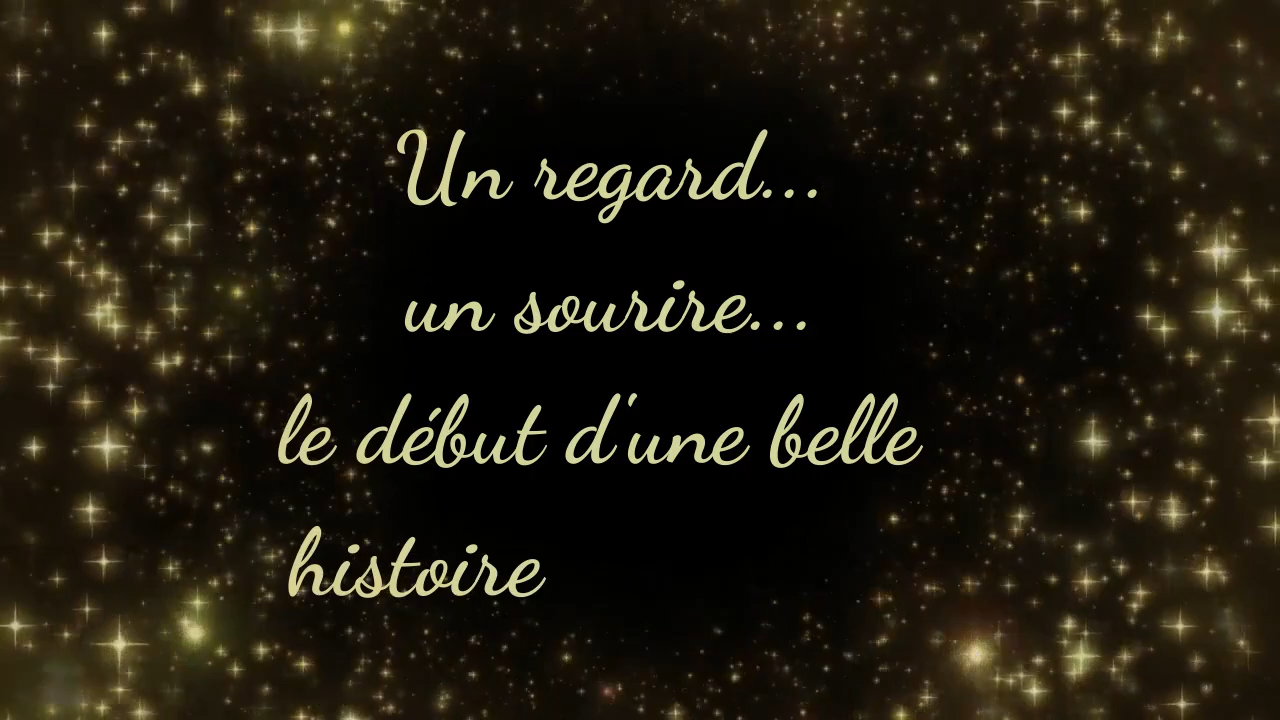 Un regard...
un sourire...
le début d'une belle
histoire